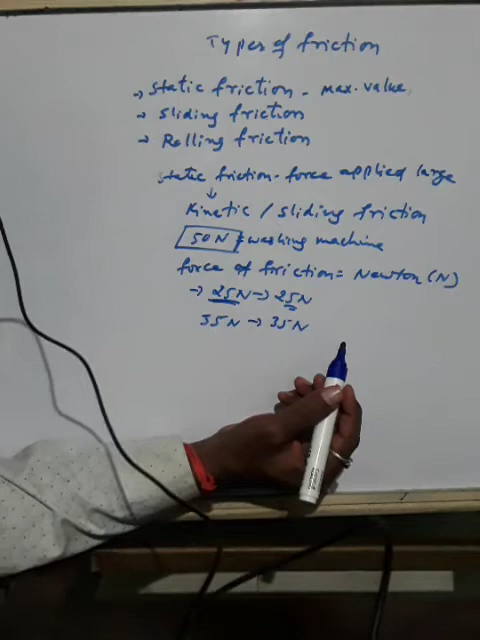 Types of friction
→ Static friction - max. value
→ Sliding friction
→ Rolling friction
Static friction - force applied large
↓
Kinetic / sliding friction
50N = washing machine
force of friction = Newton (N)
→ 25N → 25N
35N → 35N